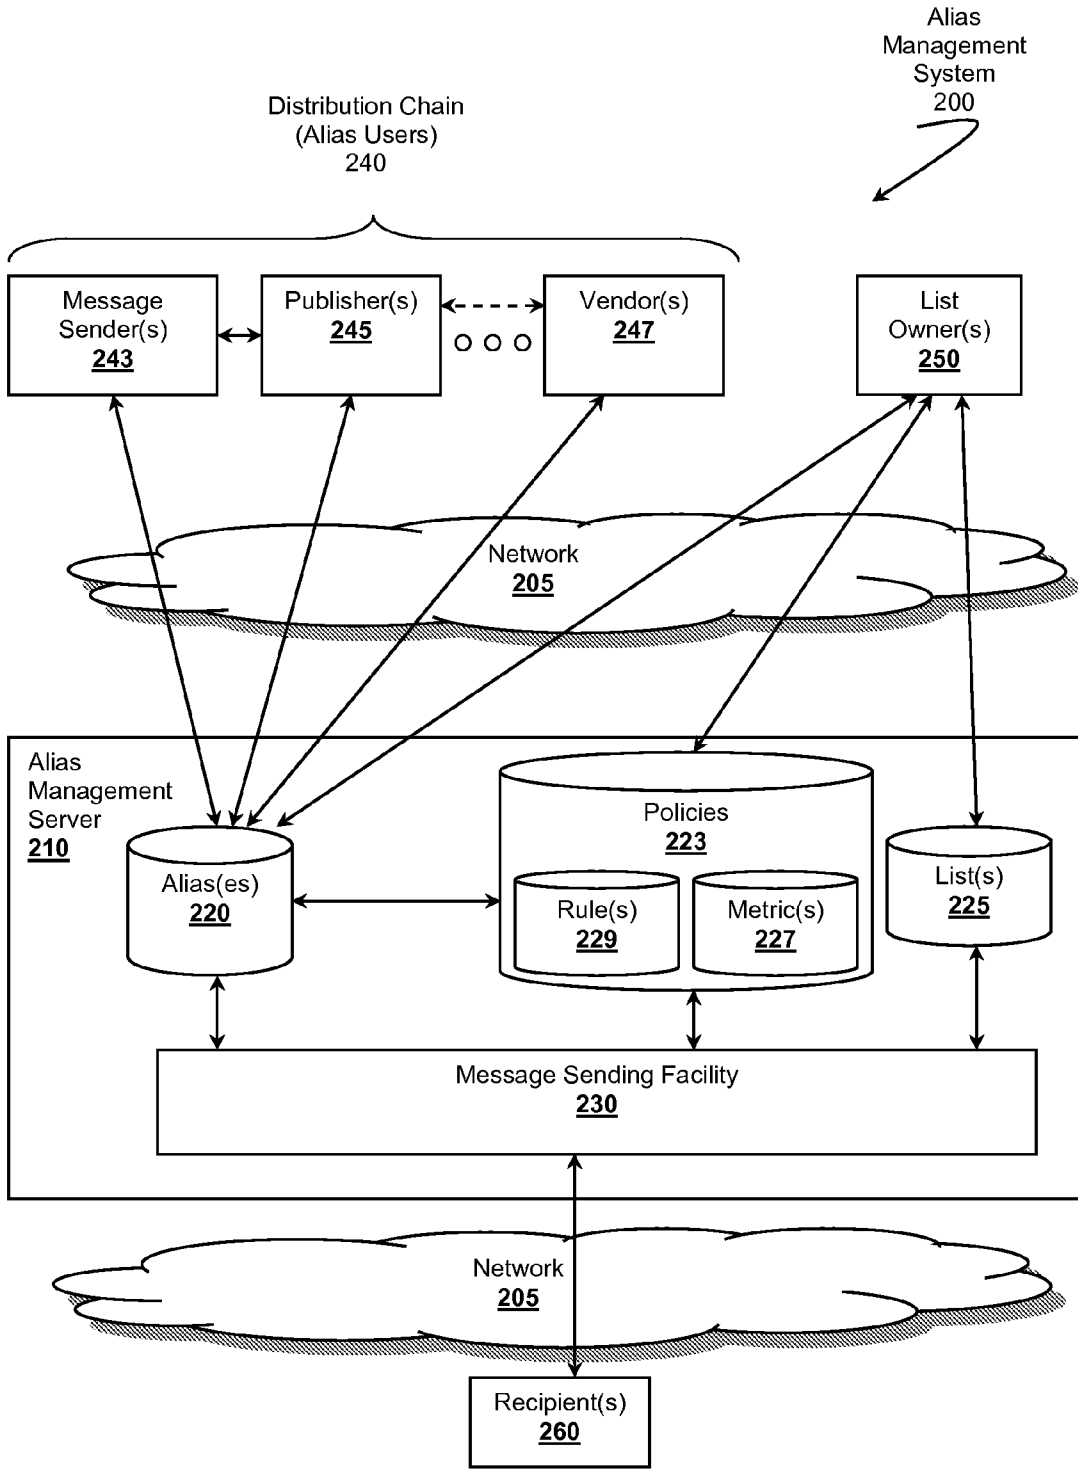 Alias
Management
System
200
Distribution Chain
(Alias Users)
240
Message
Sender(s)
243
Publisher(s)
245
Vendor(s)
247
List
Owner(s)
250
Network
205
Alias
Management
Server
210
Alias(es)
220
Policies
223
Rule(s)
229
Metric(s)
227
List(s)
225
Message Sending Facility
230
Network
205
Recipient(s)
260